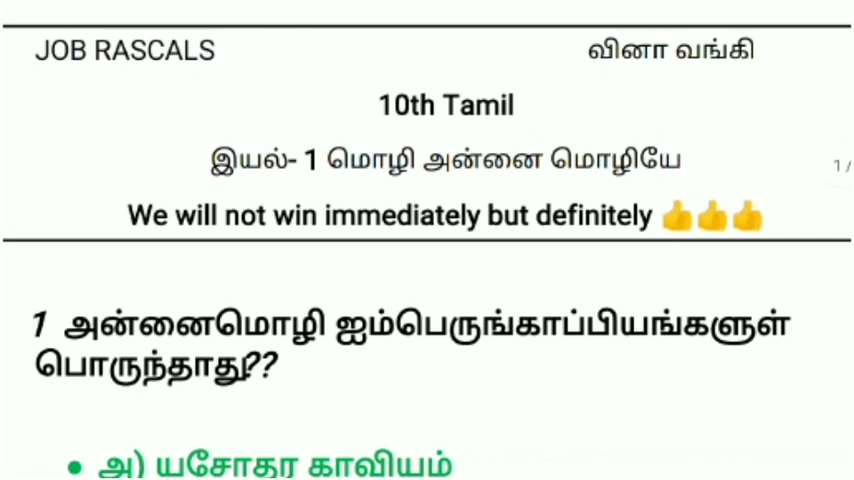 JOB RASCALS வினா வங்கி
10th Tamil
இயல்- 1 மொழி அன்னை மொழியே
1/
We will not win immediately but definitely 👍👍👍
1 அன்னைமொழி ஐம்பெருங்காப்பியங்களுள்
பொருந்தாது??
• அ) யசோதர காவியம்